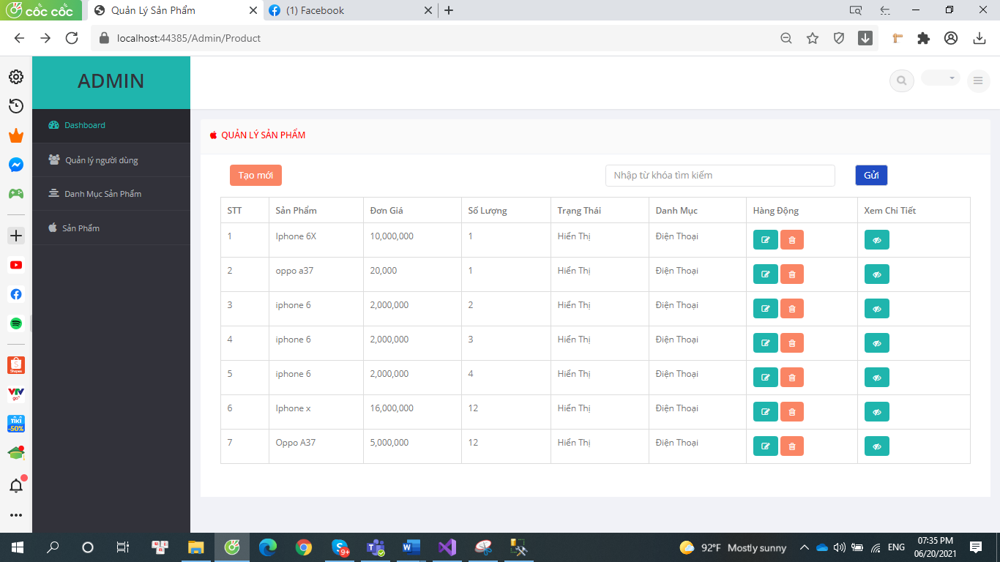 cốc cốc
Quản Lý Sản Phẩm
(1) Facebook
localhost:44385/Admin/Product
ADMIN
Dashboard
Quản lý người dùng
Danh Mục Sản Phẩm
Sản Phẩm
QUẢN LÝ SẢN PHẨM
Tạo mới
Nhập từ khóa tìm kiếm
Gửi
STT Sản Phẩm Đơn Giá Số Lượng Trạng Thái Danh Mục Hàng Động Xem Chi Tiết
1 Iphone 6X 10,000,000 1 Hiển Thị Điện Thoại
2 oppo a37 20,000 1 Hiển Thị Điện Thoại
3 iphone 6 2,000,000 2 Hiển Thị Điện Thoại
4 iphone 6 2,000,000 3 Hiển Thị Điện Thoại
5 iphone 6 2,000,000 4 Hiển Thị Điện Thoại
6 Iphone x 16,000,000 12 Hiển Thị Điện Thoại
7 Oppo A37 5,000,000 12 Hiển Thị Điện Thoại
Shopee
VTV
go
TIKI
-50%
9+
92°F Mostly sunny
ENG
07:35 PM
06/20/2021